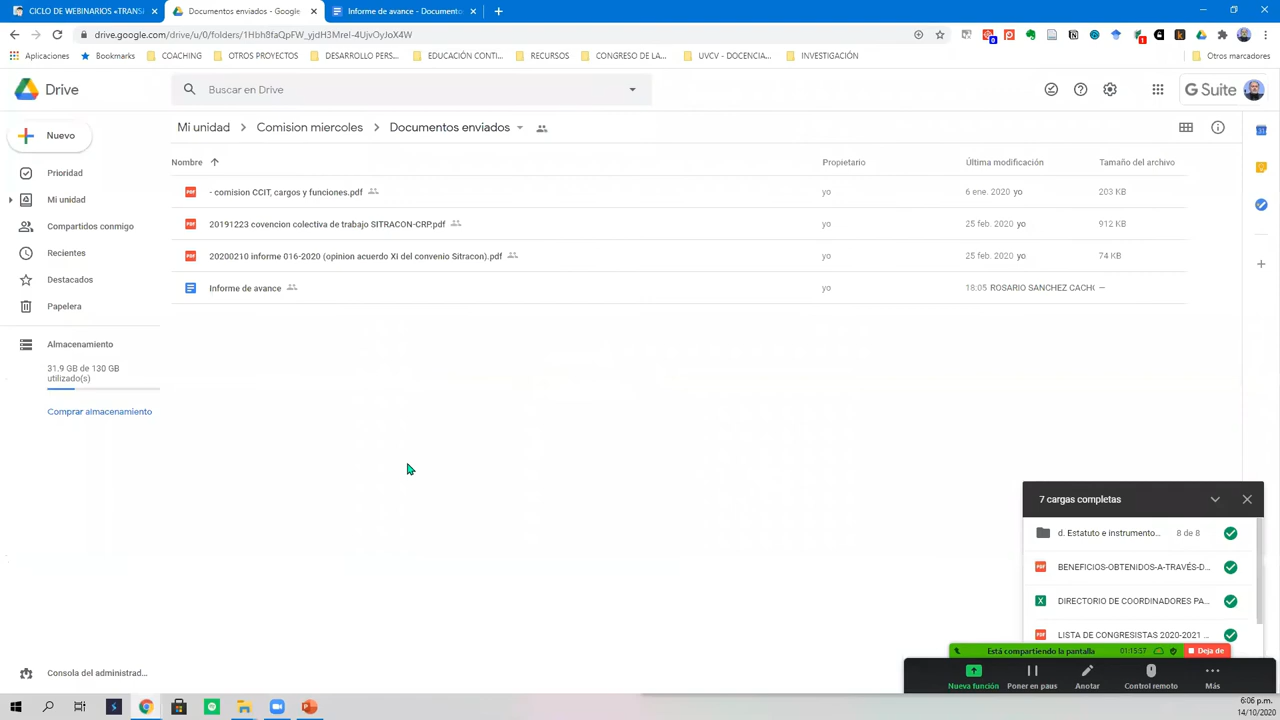 CICLO DE WEBINARIOS «TRANSI
Documentos enviados - Google
Informe de avance - Documento
drive.google.com/drive/u/0/folders/
Aplicaciones
Bookmarks
COACHING
OTROS PROYECTOS
DESARROLLO PERS...
EDUCACIÓN CONTI...
RECURSOS
CONGRESO DE LA...
UVCV - DOCENCIA...
INVESTIGACIÓN
Otros marcadores
Drive
Buscar en Drive
G Suite
Nuevo
Mi unidad > Comision miercoles > Documentos enviados
Nombre
Propietario
Última modificación
Tamaño del archivo
Prioridad
Mi unidad
Compartidos conmigo
Recientes
Destacados
Papelera
Almacenamiento
31.9 GB de 130 GB
utilizado(s)
Comprar almacenamiento
Consola del administrad...
- comision CCIT, cargos y funciones.pdf yo 6 ene. 2020 yo 203 KB
20191223 covencion colectiva de trabajo SITRACON-CRP.pdf yo 25 feb. 2020 yo 912 KB
20200210 informe 016-2020 (opinion acuerdo XI del convenio Sitracon).pdf yo 25 feb. 2020 yo 74 KB
Informe de avance yo 18:05 ROSARIO SANCHEZ CACHO —
7 cargas completas
d. Estatuto e instrumento... 8 de 8
BENEFICIOS-OBTENIDOS-A-TRAVÉS-D...
DIRECTORIO DE COORDINADORES PA...
LISTA DE CONGRESISTAS 2020-2021 ...
Está compartiendo la pantalla
01:15:57
Deja de
Nueva función
Poner en paus
Anotar
Control remoto
Más
6:06 p.m.
14/10/2020